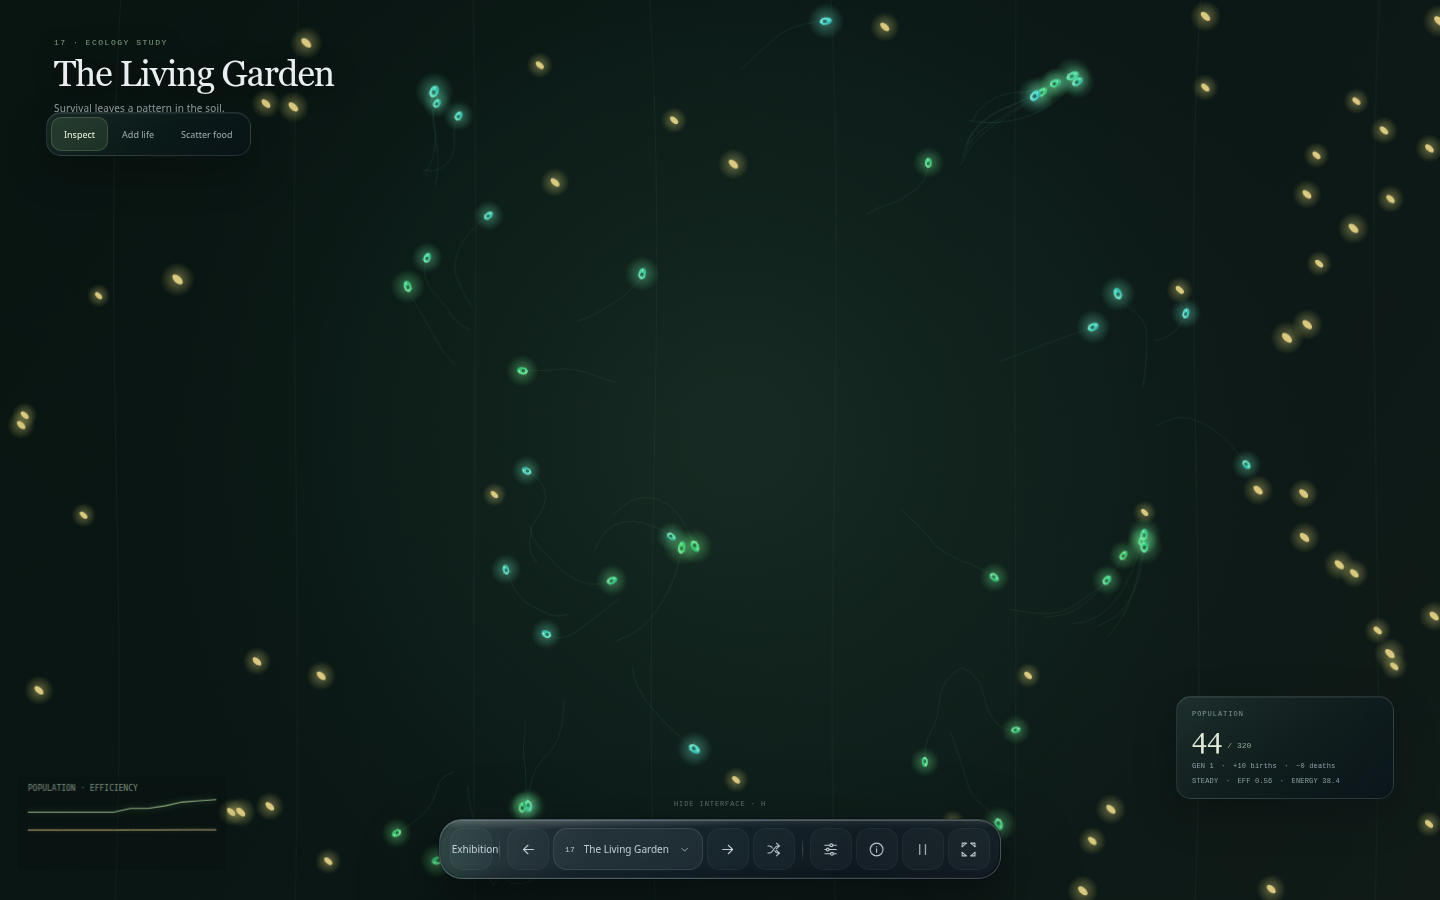 17 · ECOLOGY STUDY
The Living Garden
Survival leaves a pattern in the soil.
Inspect
Add life
Scatter food
POPULATION
44 / 320
GEN 1 · +10 births · −0 deaths
STEADY · EFF 0.56 · ENERGY 38.4
POPULATION · EFFICIENCY
HIDE INTERFACE · H
Exhibition
17 The Living Garden